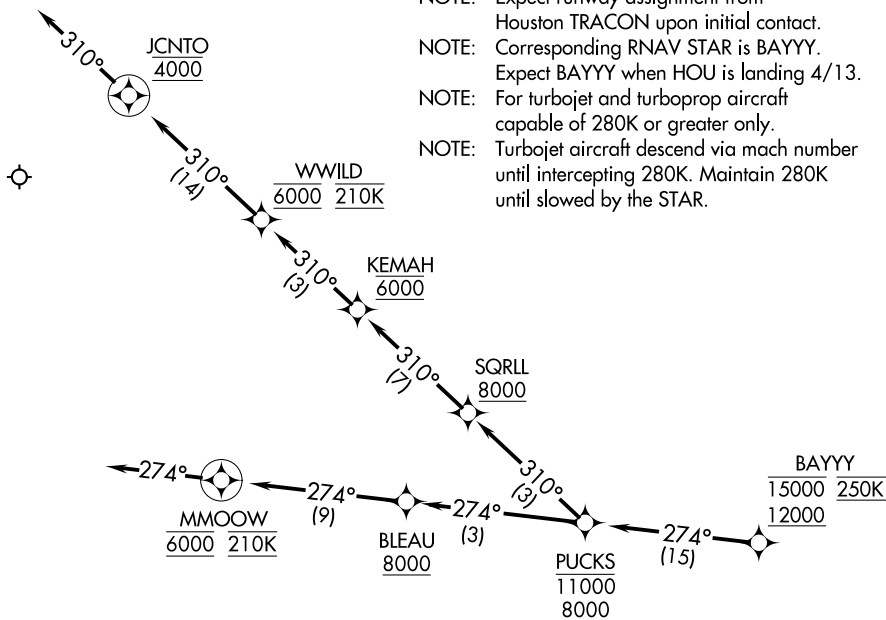 NOTE: Expect runway assignment from
Houston TRACON upon initial contact.
NOTE: Corresponding RNAV STAR is BAYYY.
Expect BAYYY when HOU is landing 4/13.
NOTE: For turbojet and turboprop aircraft
capable of 280K or greater only.
NOTE: Turbojet aircraft descend via mach number
until intercepting 280K. Maintain 280K
until slowed by the STAR.
310°
JCNTO
4000
310°
(14)
WWILD
6000 210K
310°
(3)
KEMAH
6000
310°
(7)
SQRLL
8000
310°
(3)
274°
MMOOW
6000 210K
274°
(9)
BLEAU
8000
274°
(3)
PUCKS
11000
8000
274°
(15)
BAYYY
15000 250K
12000